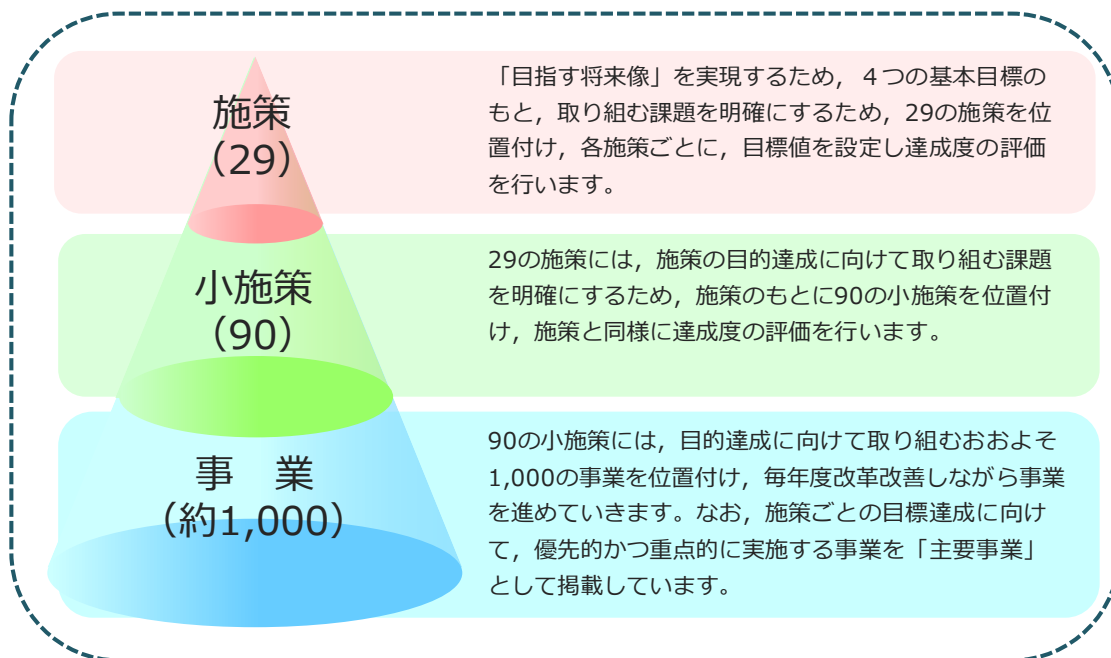 施策
（29）
「目指す将来像」を実現するため，４つの基本目標の
もと，取り組む課題を明確にするため，29の施策を位
置付け，各施策ごとに，目標値を設定し達成度の評価
を行います。
小施策
（90）
29の施策には，施策の目的達成に向けて取り組む課題
を明確にするため，施策のもとに90の小施策を位置付
け，施策と同様に達成度の評価を行います。
事　業
（約1,000）
90の小施策には，目的達成に向けて取り組むおおよそ
1,000の事業を位置付け，毎年度改革改善しながら事業
を進めていきます。なお，施策ごとの目標達成に向け
て，優先的かつ重点的に実施する事業を「主要事業」
として掲載しています。